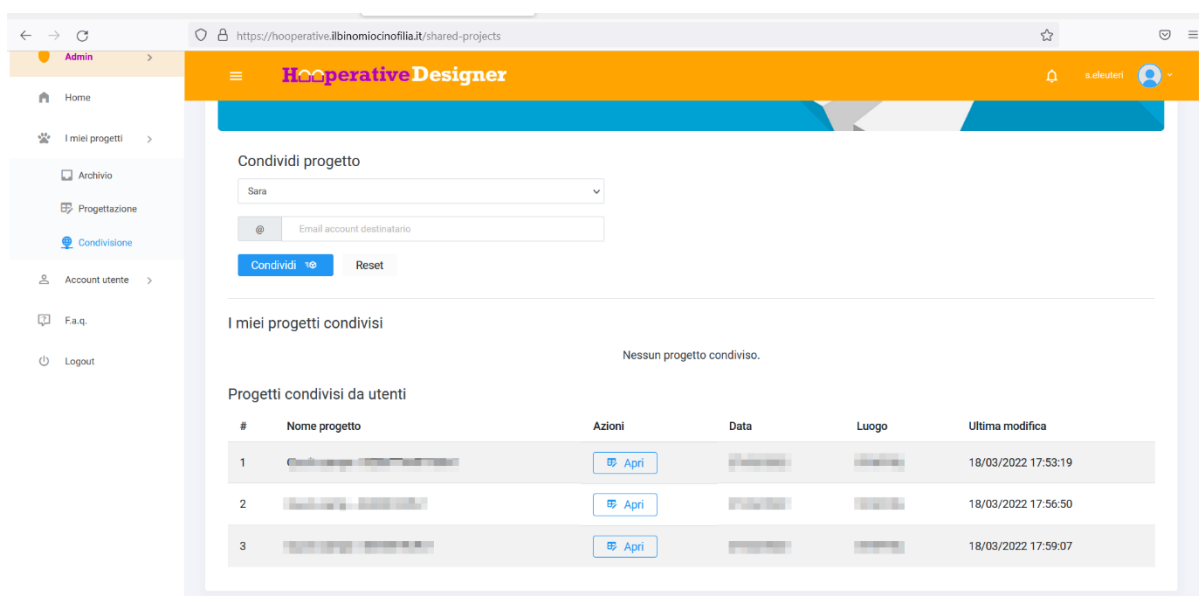 https://hooperative.ilbinomiocinofilia.it/shared-projects
Admin
Home
I miei progetti
Archivio
Progettazione
Condivisione
Account utente
F.a.q.
Logout
Hooperative Designer
s.eleuteri
Condividi progetto
Sara
@ Email account destinatario
Condividi Reset
I miei progetti condivisi
Nessun progetto condiviso.
Progetti condivisi da utenti
# Nome progetto Azioni Data Luogo Ultima modifica
1 Apri 18/03/2022 17:53:19
2 Apri 18/03/2022 17:56:50
3 Apri 18/03/2022 17:59:07